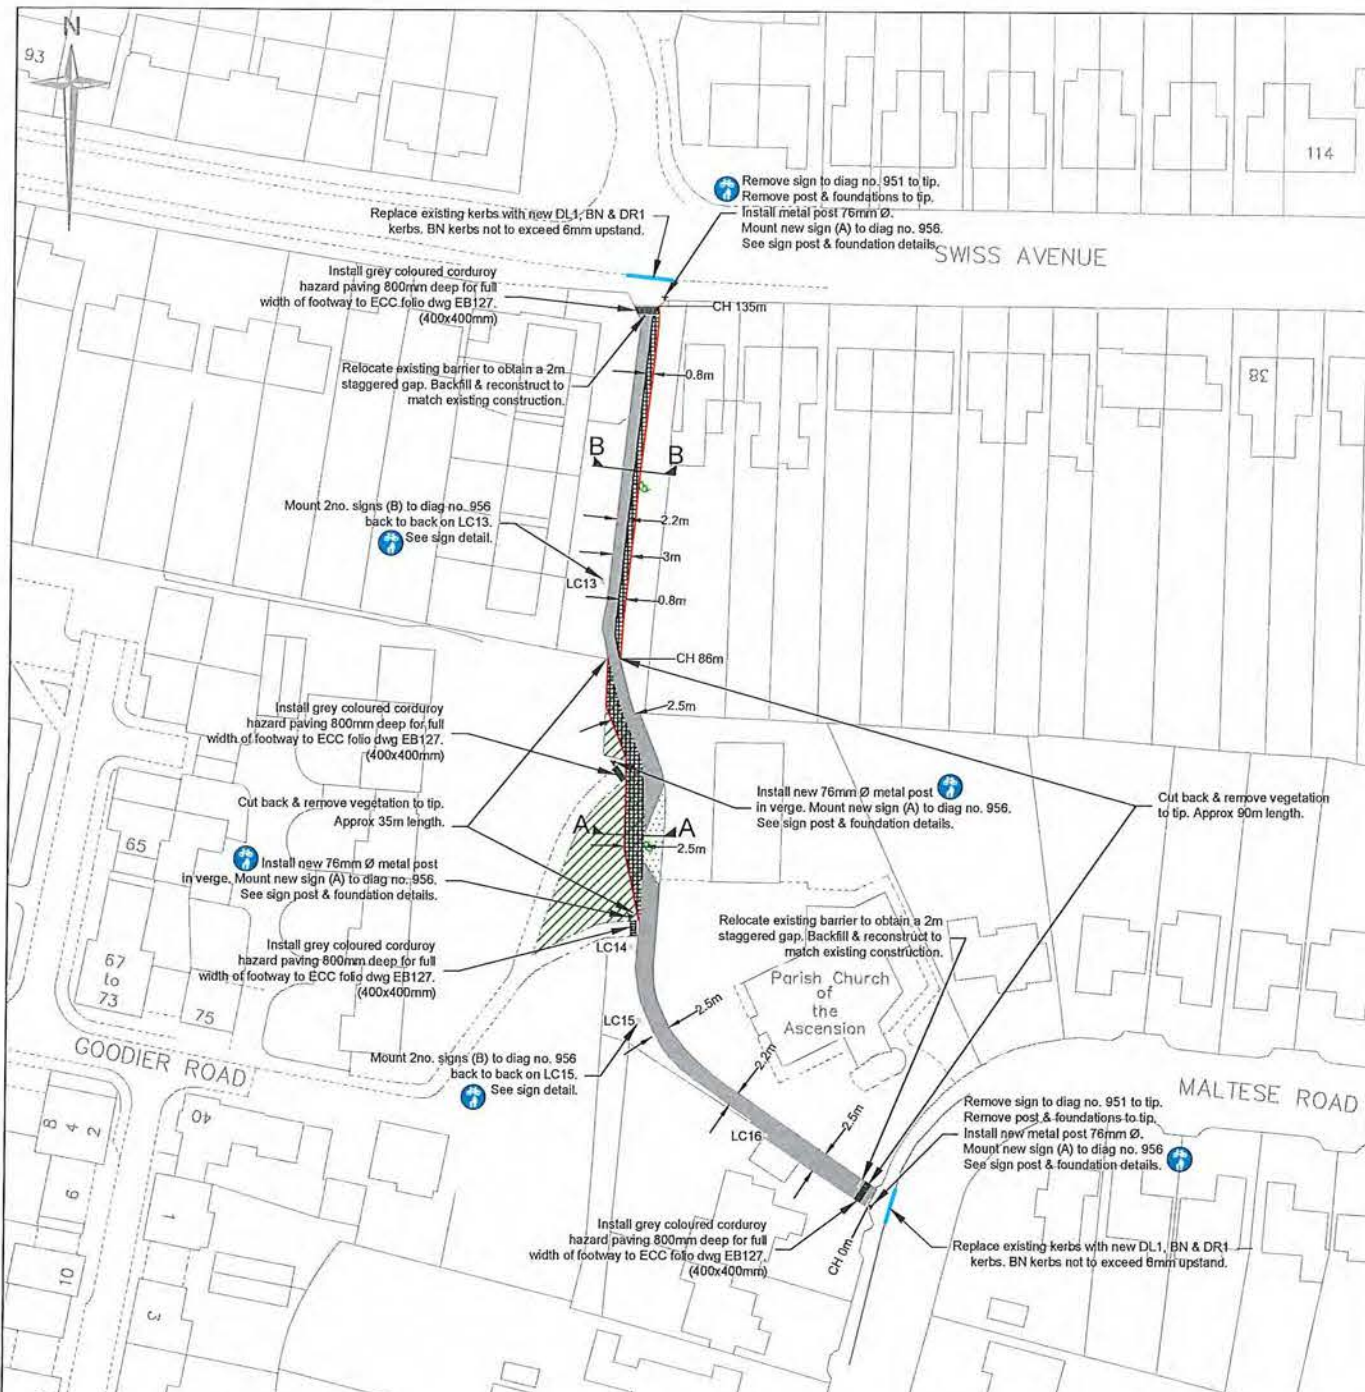 N
93
114
Remove sign to diag no. 951 to tip.
Remove post & foundations to tip.
Install metal post 76mm Ø.
Mount new sign (A) to diag no. 956.
See sign post & foundation details.
Replace existing kerbs with new DL1, BN & DR1
kerbs. BN kerbs not to exceed 6mm upstand.
SWISS AVENUE
Install grey coloured corduroy
hazard paving 800mm deep for full
width of footway to ECC folio dwg EB127.
(400x400mm)
CH 135m
Relocate existing barrier to obtain a 2m
staggered gap. Backfill & reconstruct to
match existing construction.
0.8m
38
B
B
Mount 2no. signs (B) to diag no. 956
back to back on LC13.
See sign detail.
2.2m
3m
LC13
0.8m
CH 86m
2.5m
Install grey coloured corduroy
hazard paving 800mm deep for full
width of footway to ECC folio dwg EB127.
(400x400mm)
Install new 76mm Ø metal post
in verge. Mount new sign (A) to diag no. 956.
See sign post & foundation details.
Cut back & remove vegetation
to tip. Approx 90m length.
Cut back & remove vegetation to tip.
Approx 35m length.
A
A
2.5m
65
Install new 76mm Ø metal post
in verge. Mount new sign (A) to diag no. 956.
See sign post & foundation details.
Relocate existing barrier to obtain a 2m
staggered gap. Backfill & reconstruct to
match existing construction.
Install grey coloured corduroy
hazard paving 800mm deep for full
width of footway to ECC folio dwg EB127.
(400x400mm)
LC14
67
to
73
75
Parish Church
of
the
Ascension
2.5m
LC15
GOODIER ROAD
Mount 2no. signs (B) to diag no. 956
back to back on LC15.
See sign detail.
2.2m
MALTESE ROAD
40
8
4
2
2.5m
LC16
Remove sign to diag no. 951 to tip.
Remove post & foundations to tip.
Install new metal post 76mm Ø.
Mount new sign (A) to diag no. 956
See sign post & foundation details.
6
1
Install grey coloured corduroy
hazard paving 800mm deep for full
width of footway to ECC folio dwg EB127.
(400x400mm)
CH 0m
Replace existing kerbs with new DL1, BN & DR1
kerbs. BN kerbs not to exceed 6mm upstand.
10
3